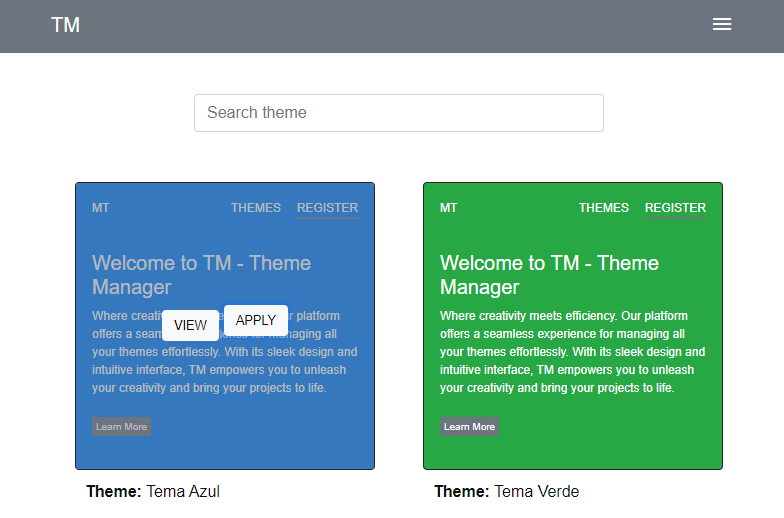 TM
Search theme
MT THEMES REGISTER
Welcome to TM - Theme
Manager
Where creativ r platform
offers a sean ence for managing all
your themes effortlessly. With its sleek design and
intuitive interface, TM empowers you to unleash
your creativity and bring your projects to life.
VIEW APPLY
Learn More
Theme: Tema Azul
MT THEMES REGISTER
Welcome to TM - Theme
Manager
Where creativity meets efficiency. Our platform
offers a seamless experience for managing all
your themes effortlessly. With its sleek design and
intuitive interface, TM empowers you to unleash
your creativity and bring your projects to life.
Learn More
Theme: Tema Verde